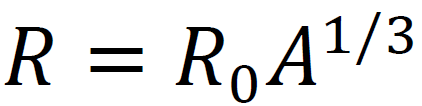 R = R₀A^{1/3}